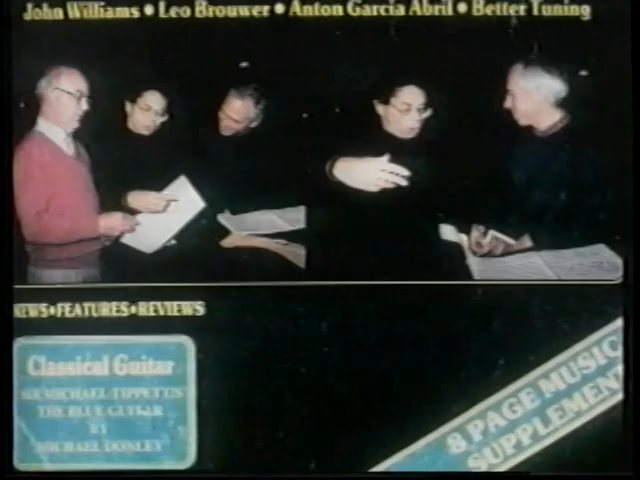 John Williams • Leo Brouwer • Anton Garcia Abril • Better Tuning
NEWS•FEATURES•REVIEWS
Classical Guitar
SIR MICHAEL TIPPETT'S
THE BLUE GUITAR
BY
MICHAEL DONLEY
8 PAGE MUSIC
SUPPLEMENT